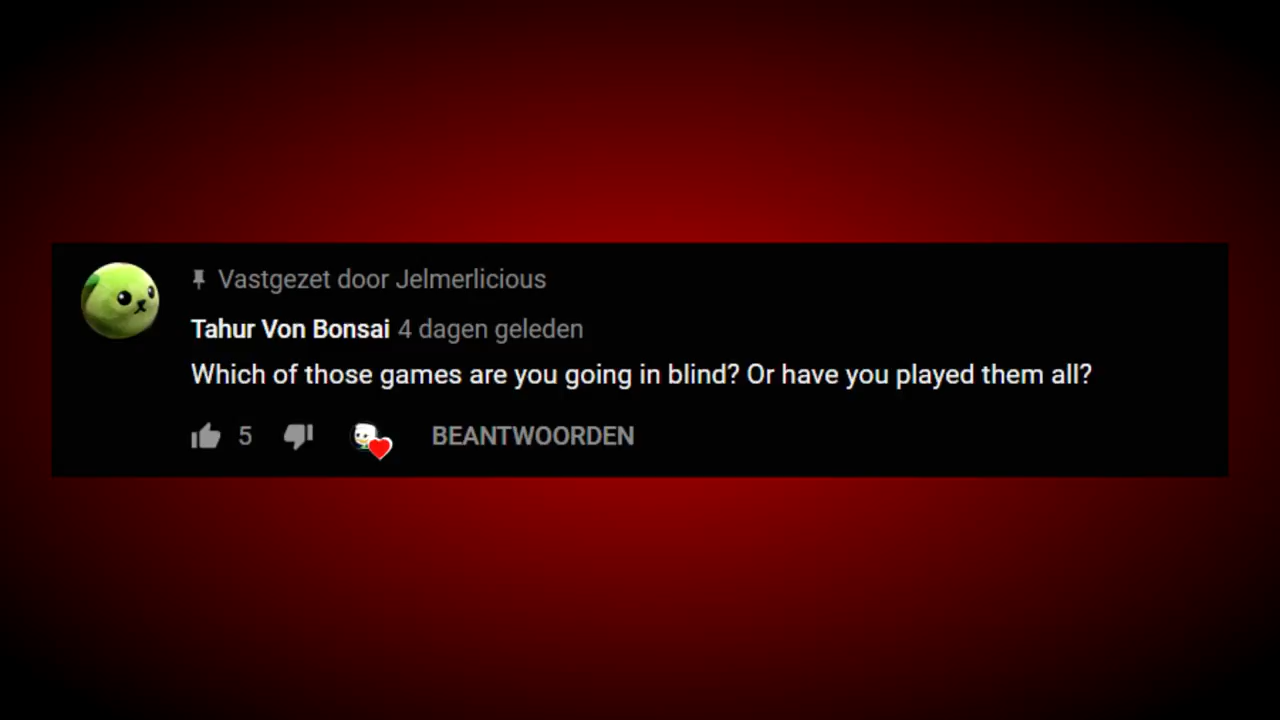 Vastgezet door Jelmerlicious
Tahur Von Bonsai 4 dagen geleden
Which of those games are you going in blind? Or have you played them all?
5 BEANTWOORDEN